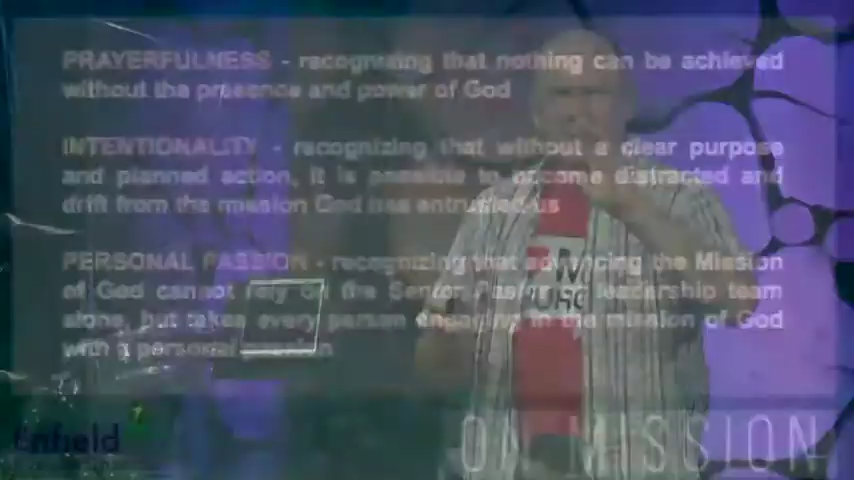 PRAYERFULNESS - recognising that nothing can be achieved
without the presence and power of God
INTENTIONALITY - recognizing that without a clear purpose
and planned action, it is possible to become distracted and
drift from the mission God has entrusted us
PERSONAL PASSION - recognizing that advancing the Mission
of God cannot rely on the Senior Pastor leadership team
alone, but takes every person engaging in the mission of God
with a personal
Enfield
ON MISSION